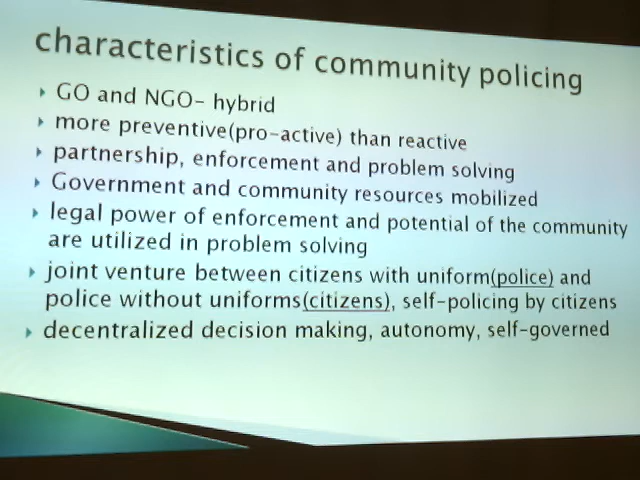 characteristics of community policing
GO and NGO- hybrid
more preventive(pro-active) than reactive
partnership, enforcement and problem solving
Government and community resources mobilized
legal power of enforcement and potential of the community
are utilized in problem solving
joint venture between citizens with uniform(police) and
police without uniforms(citizens), self-policing by citizens
decentralized decision making, autonomy, self-governed